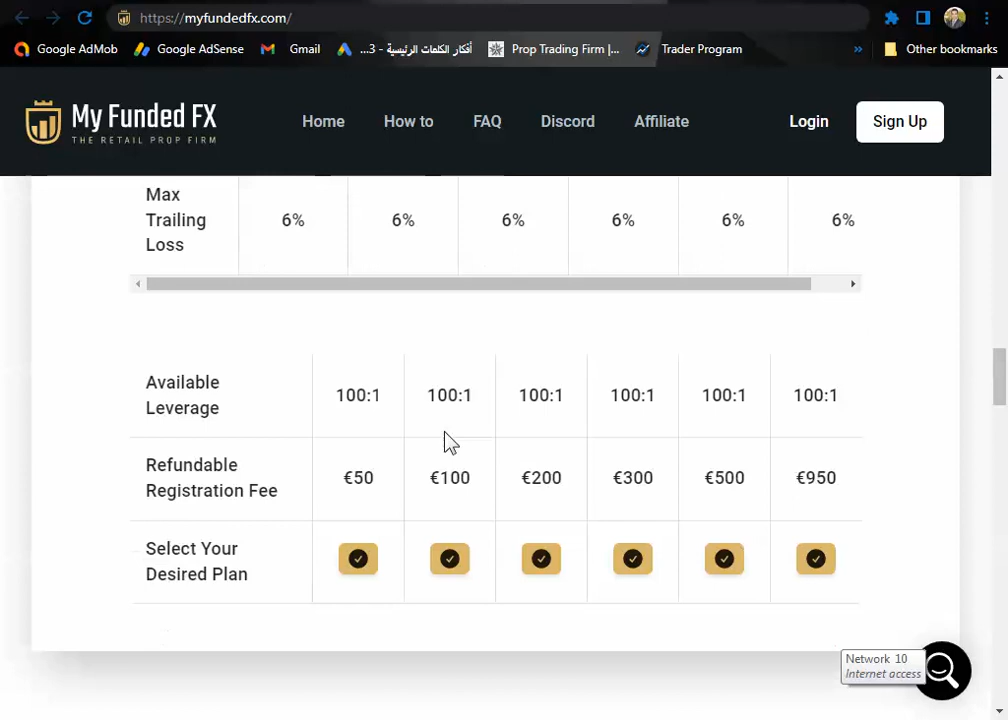 https://myfundedfx.com/
Google AdMob
Google AdSense
Gmail
3... - أفكار الكلمات الرئيسية
Prop Trading Firm |...
Trader Program
»
Other bookmarks
My Funded FX
THE RETAIL PROP FIRM
Home
How to
FAQ
Discord
Affiliate
Login
Sign Up
Max Trailing Loss 6% 6% 6% 6% 6% 6%
Available Leverage 100:1 100:1 100:1 100:1 100:1 100:1
Refundable Registration Fee €50 €100 €200 €300 €500 €950
Select Your Desired Plan
Network 10
Internet access